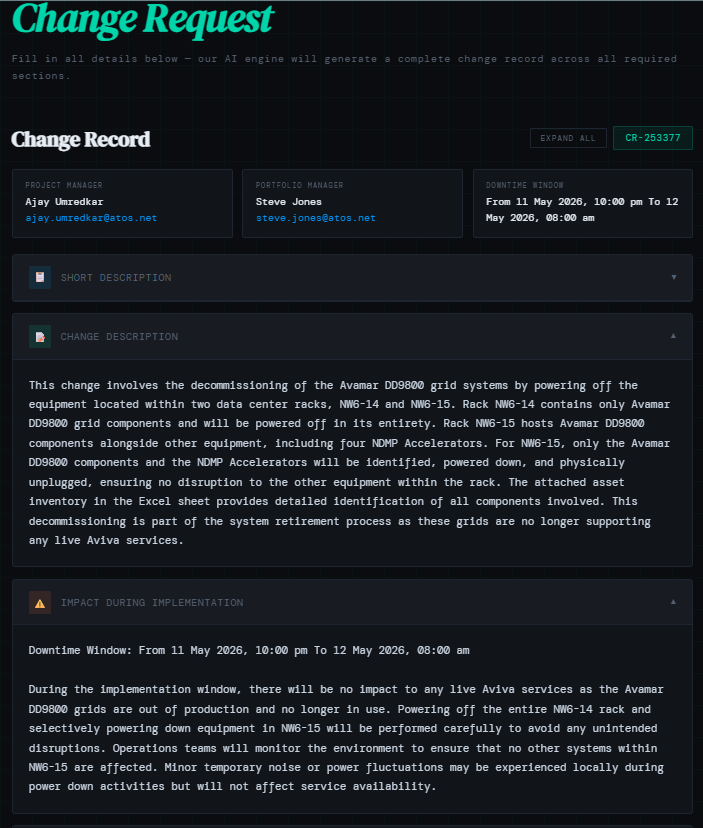 Change Request
Fill in all details below — our AI engine will generate a complete change record across all required
sections.
Change Record
EXPAND ALL
CR-253377
PROJECT MANAGER
Ajay Umredkar
ajay.umredkar@atos.net
PORTFOLIO MANAGER
Steve Jones
steve.jones@atos.net
DOWNTIME WINDOW
From 11 May 2026, 10:00 pm To 12
May 2026, 08:00 am
SHORT DESCRIPTION
CHANGE DESCRIPTION
This change involves the decommissioning of the Avamar DD9800 grid systems by powering off the
equipment located within two data center racks, NW6-14 and NW6-15. Rack NW6-14 contains only Avamar
DD9800 grid components and will be powered off in its entirety. Rack NW6-15 hosts Avamar DD9800
components alongside other equipment, including four NDMP Accelerators. For NW6-15, only the Avamar
DD9800 components and the NDMP Accelerators will be identified, powered down, and physically
unplugged, ensuring no disruption to the other equipment within the rack. The attached asset
inventory in the Excel sheet provides detailed identification of all components involved. This
decommissioning is part of the system retirement process as these grids are no longer supporting
any live Aviva services.
IMPACT DURING IMPLEMENTATION
Downtime Window: From 11 May 2026, 10:00 pm To 12 May 2026, 08:00 am
During the implementation window, there will be no impact to any live Aviva services as the Avamar
DD9800 grids are out of production and no longer in use. Powering off the entire NW6-14 rack and
selectively powering down equipment in NW6-15 will be performed carefully to avoid any unintended
disruptions. Operations teams will monitor the environment to ensure that no other systems within
NW6-15 are affected. Minor temporary noise or power fluctuations may be experienced locally during
power down activities but will not affect service availability.